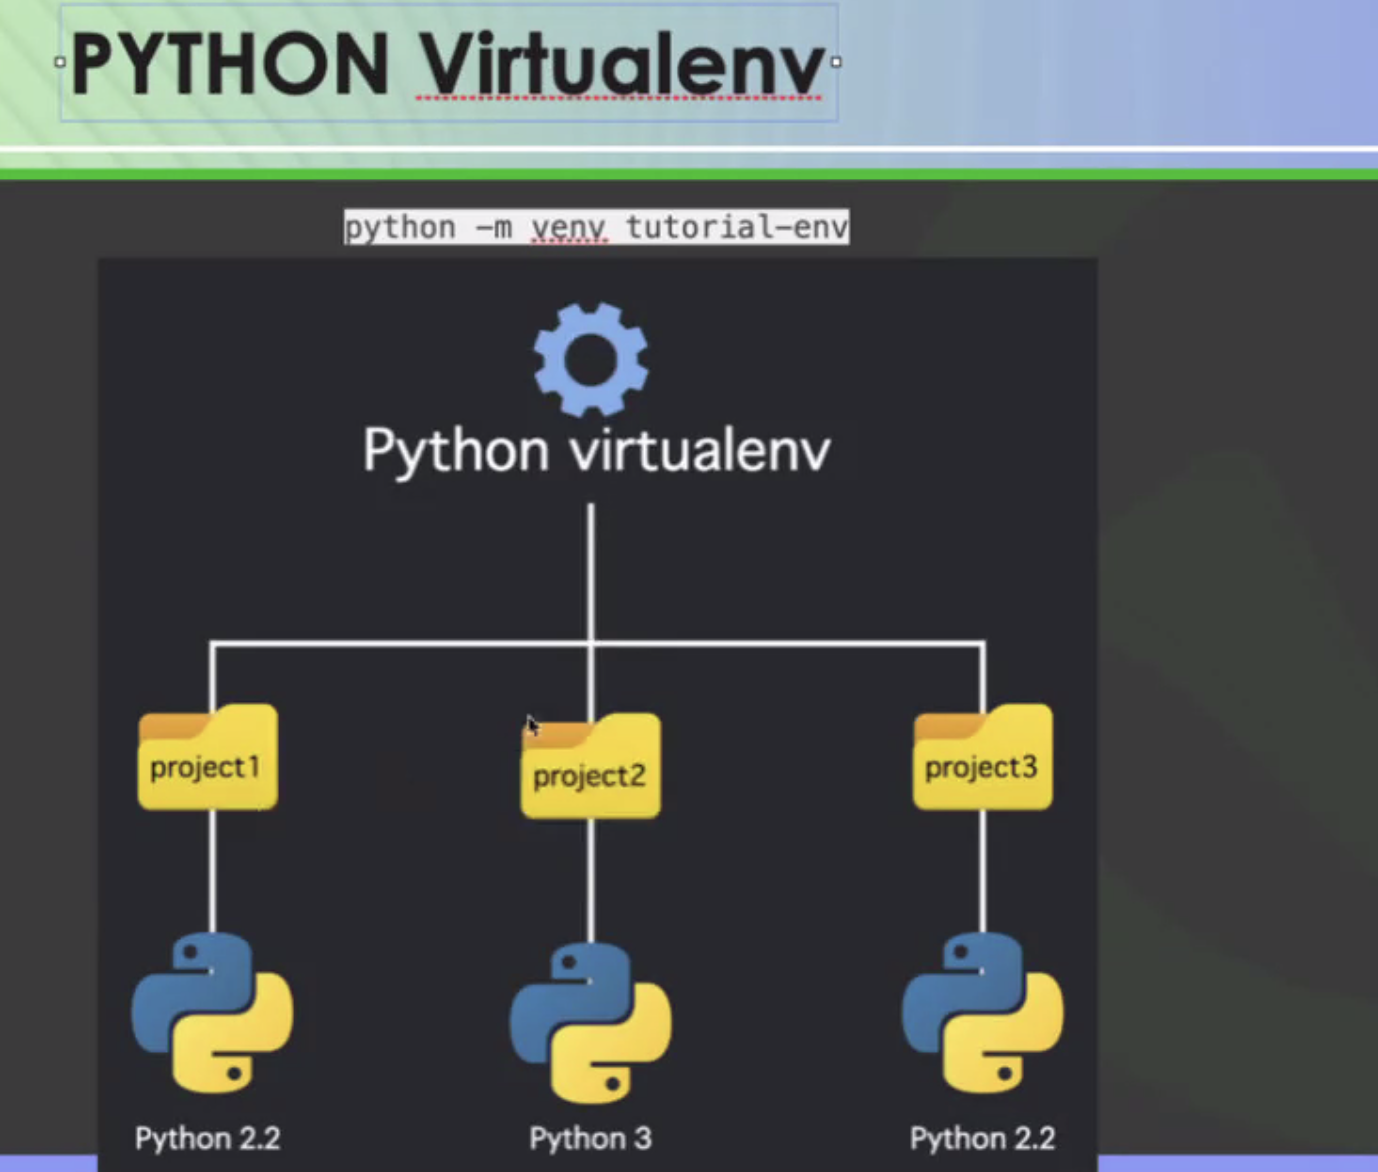 PYTHON Virtualenv
python -m venv tutorial-env
Python virtualenv
project1
project2
project3
Python 2.2
Python 3
Python 2.2